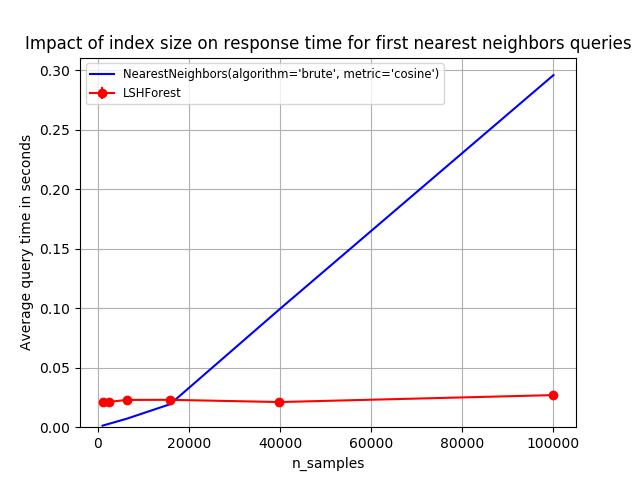 Impact of index size on response time for first nearest neighbors queries
NearestNeighbors(algorithm='brute', metric='cosine')
LSHForest
0.30
0.25
0.20
0.15
0.10
0.05
0.00
Average query time in seconds
0
20000
40000
60000
80000
100000
n_samples